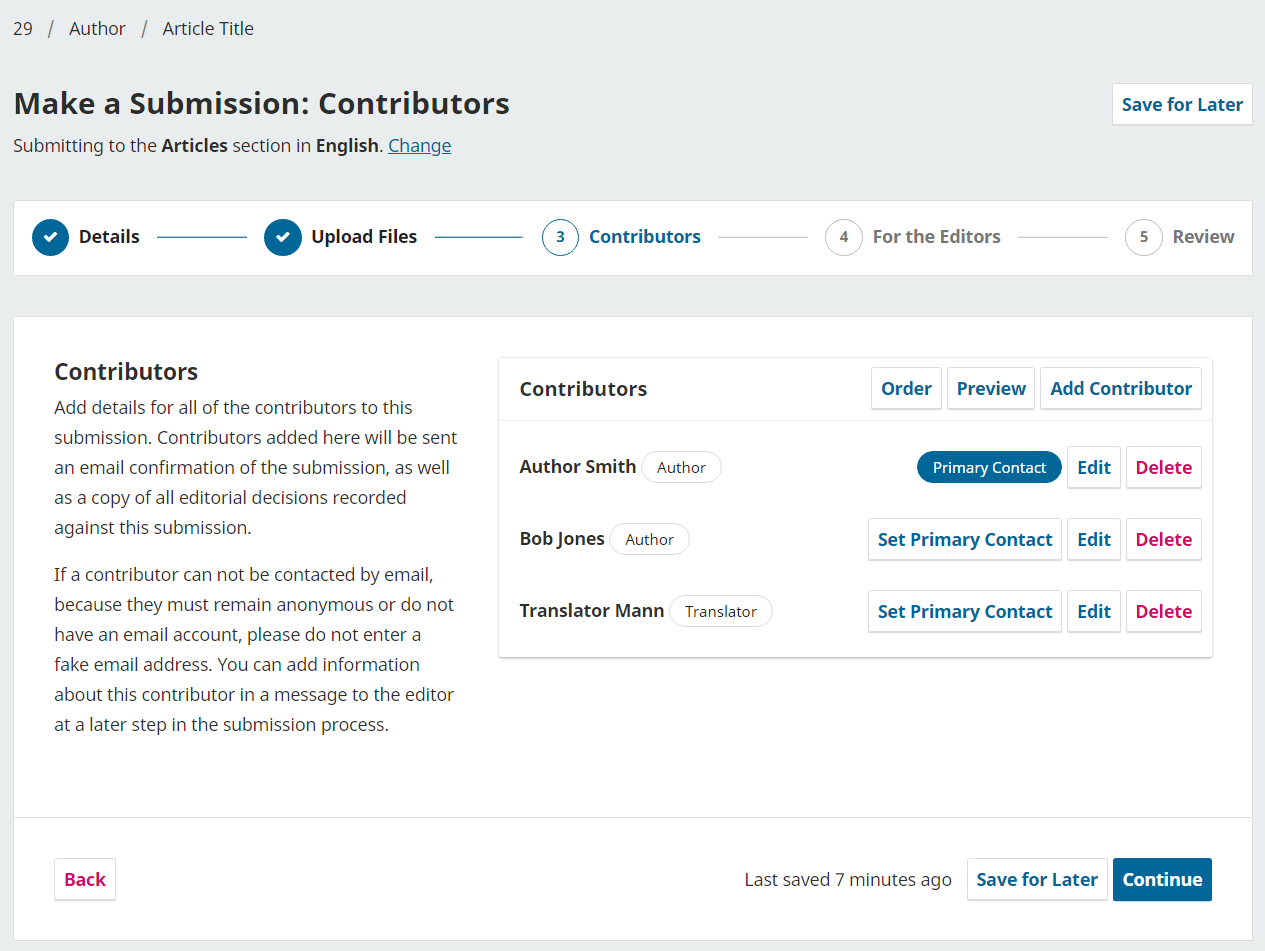 29 / Author / Article Title
Make a Submission: Contributors
Save for Later
Submitting to the Articles section in English. Change
Details
Upload Files
3 Contributors
4 For the Editors
5 Review
Contributors
Add details for all of the contributors to this
submission. Contributors added here will be sent
an email confirmation of the submission, as well
as a copy of all editorial decisions recorded
against this submission.
If a contributor can not be contacted by email,
because they must remain anonymous or do not
have an email account, please do not enter a
fake email address. You can add information
about this contributor in a message to the editor
at a later step in the submission process.
Contributors Order Preview Add Contributor
Author Smith Author Primary Contact Edit Delete
Bob Jones Author Set Primary Contact Edit Delete
Translator Mann Translator Set Primary Contact Edit Delete
Back
Last saved 7 minutes ago Save for Later Continue